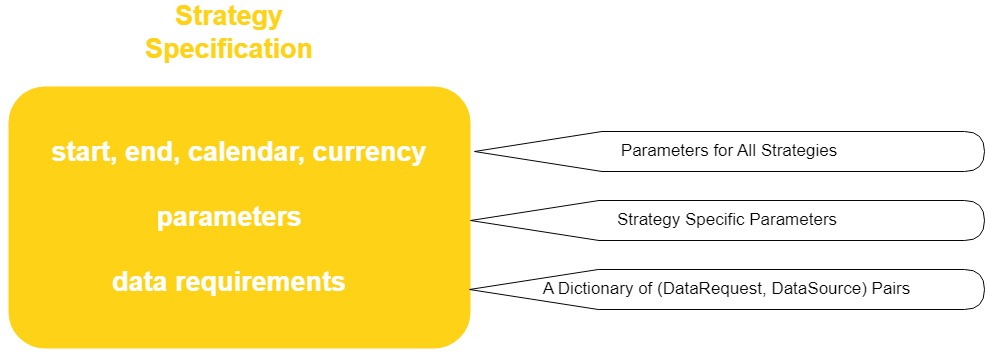 Strategy
Specification
start, end, calendar, currency
Parameters for All Strategies
parameters
Strategy Specific Parameters
data requirements
A Dictionary of (DataRequest, DataSource) Pairs